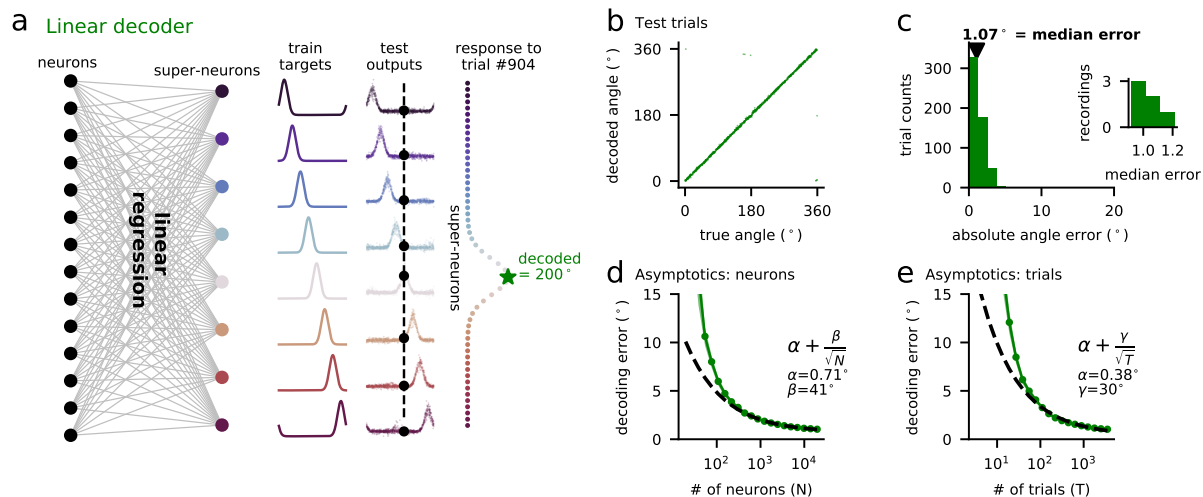 a
Linear decoder
neurons
super-neurons
linear
regression
train
targets
test
outputs
response to
trial #904
super-neurons
decoded
= 200°
b
Test trials
decoded angle (°)
360
180
0
0
180
360
true angle (°)
c
1.07° = median error
trial counts
300
200
100
0
0
10
20
absolute angle error (°)
recordings
3
0
1.0
1.2
median error
d
Asymptotics: neurons
decoding error (°)
15
10
5
0
10²
10³
10⁴
# of neurons (N)
α + β/√N
α=0.71°
β=41°
e
Asymptotics: trials
decoding error (°)
15
10
5
0
10¹
10²
10³
# of trials (T)
α + γ/√T
α=0.38°
γ=30°